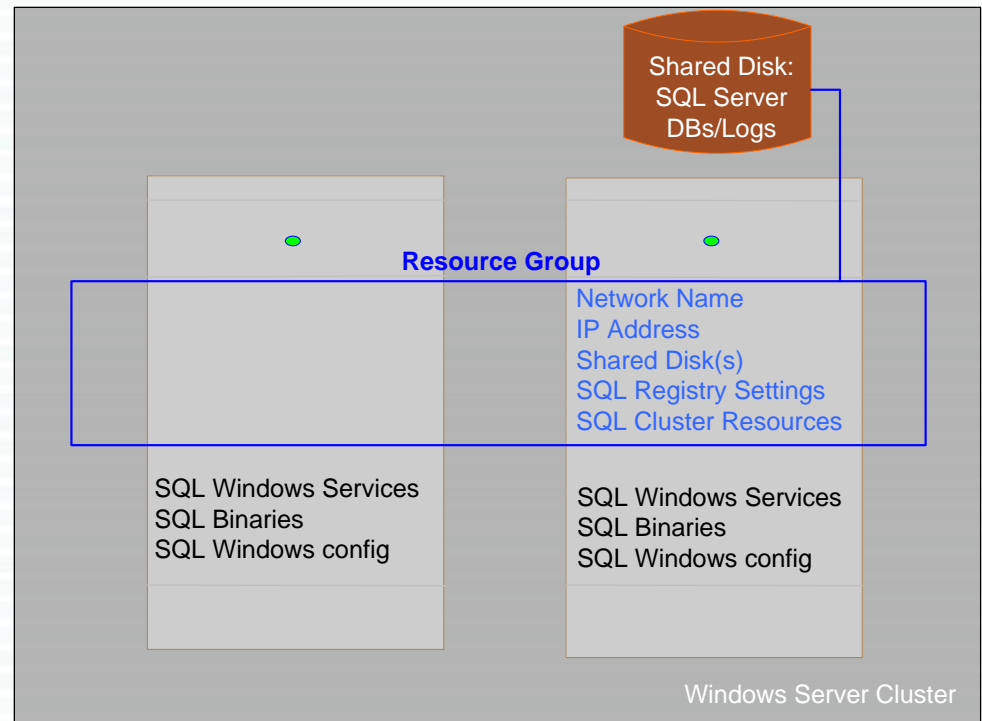 Shared Disk:
SQL Server
DBs/Logs
Resource Group
Network Name
IP Address
Shared Disk(s)
SQL Registry Settings
SQL Cluster Resources
SQL Windows Services
SQL Binaries
SQL Windows config
SQL Windows Services
SQL Binaries
SQL Windows config
Windows Server Cluster